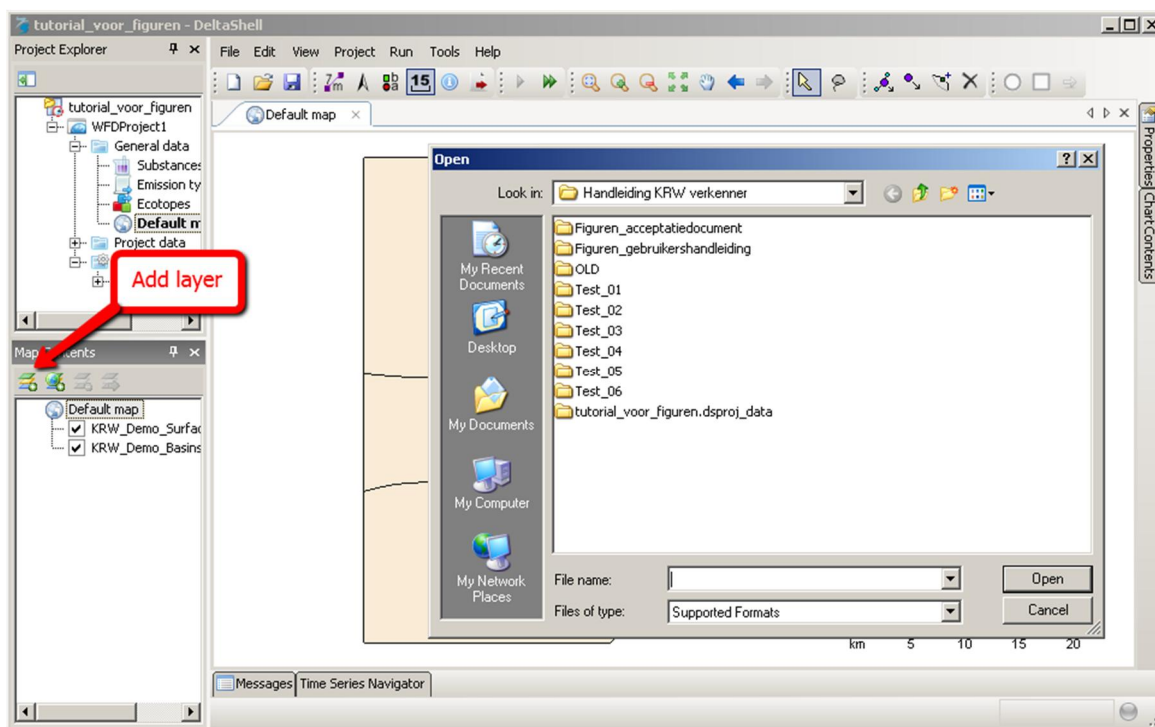 tutorial_voor_figuren - DeltaShell
Project Explorer
File Edit View Project Run Tools Help
15
tutorial_voor_figuren
WFDProject1
General data
Substances
Emission ty
Ecotopes
Default m
Project data
Add layer
Map Contents
Default map
KRW_Demo_Surfac
KRW_Demo_Basins
Default map
Open
Look in:
Handleiding KRW verkenner
My Recent
Documents
Desktop
My Documents
My Computer
My Network
Places
Figuren_acceptatiedocument
Figuren_gebruikershandleiding
OLD
Test_01
Test_02
Test_03
Test_04
Test_05
Test_06
tutorial_voor_figuren.dsproj_data
File name:
Open
Files of type:
Supported Formats
Cancel
km 5 10 15 20
Properties
Chart Contents
Messages
Time Series Navigator